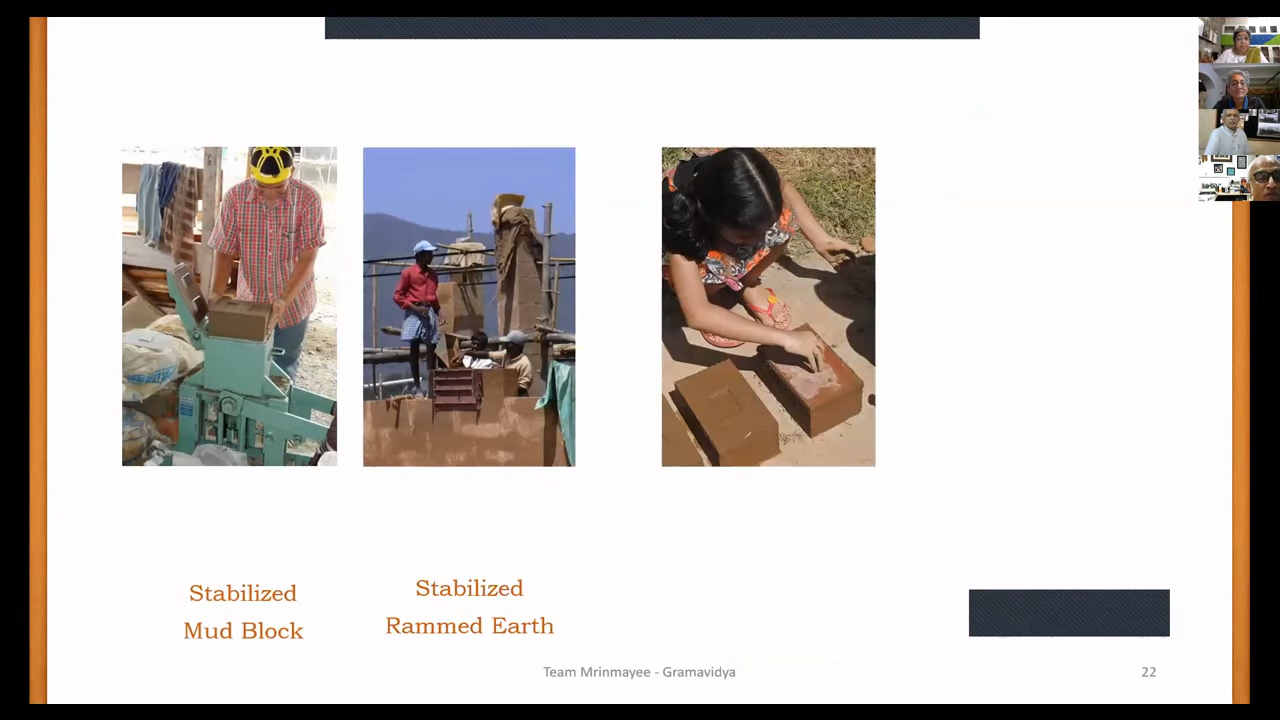 Stabilized
Mud Block
Stabilized
Rammed Earth
Team Mrinmayee - Gramavidya
22